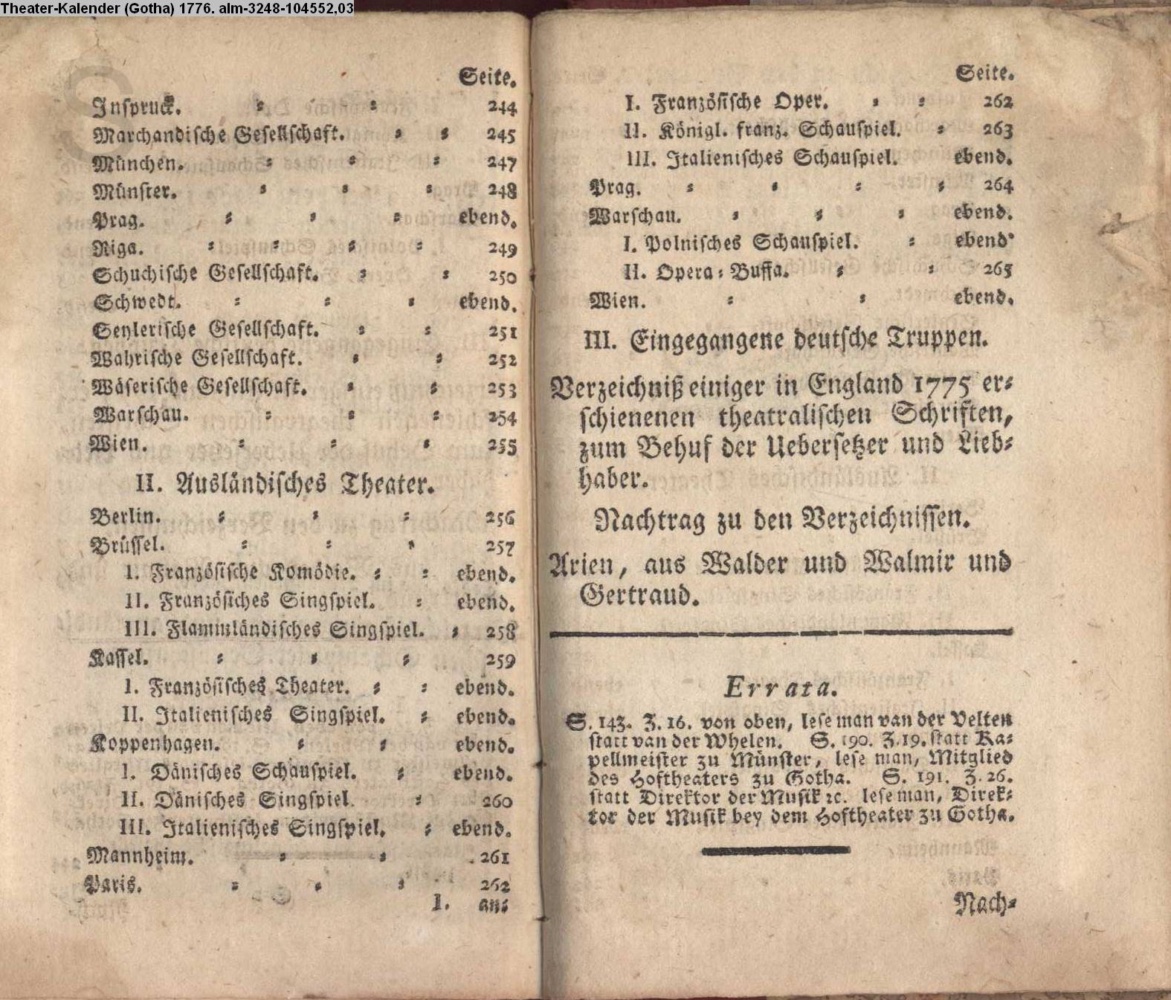 Theater-Kalender (Gotha) 1776. alm-3248-104552,03
Seite.
Inspruck. ⸗ ⸗ 244
Marchandische Gesellschaft. ⸗ ⸗ 245
München. ⸗ ⸗ ⸗ 247
Münster. ⸗ ⸗ ⸗ 248
Prag. ⸗ ⸗ ⸗ ebend.
Riga. ⸗ ⸗ ⸗ ⸗ 249
Schuchische Gesellschaft. ⸗ ⸗ 250
Schwedt. ⸗ ⸗ ⸗ ebend.
Seylerische Gesellschaft. ⸗ ⸗ 251
Wahrische Gesellschaft. ⸗ ⸗ 252
Wäserische Gesellschaft. ⸗ ⸗ 253
Warschau. ⸗ ⸗ ⸗ 254
Wien. ⸗ ⸗ ⸗ 255
II. Ausländisches Theater.
Berlin. ⸗ ⸗ ⸗ 256
Brüssel. ⸗ ⸗ ⸗ 257
I. Französische Komödie. ⸗ ⸗ ebend.
II. Französiches Singspiel. ⸗ ebend.
III. Flammländisches Singspiel. ⸗ 258
Kassel. ⸗ ⸗ ⸗ 259
I. Französisches Theater. ⸗ ⸗ ebend.
II. Italienisches Singspiel. ⸗ ebend.
Koppenhagen. ⸗ ⸗ ebend.
I. Dänisches Schauspiel. ⸗ ebend.
II. Dänisches Singspiel. ⸗ 260
III. Italienisches Singspiel. ⸗ ebend.
Mannheim. ⸗ ⸗ 261
Paris. ⸗ ⸗ ⸗ 262
I. an⸗
Seite.
I. Französische Oper. ⸗ ⸗ 262
II. Königl. franz. Schauspiel. ⸗ 263
III. Italienisches Schauspiel. ebend.
Prag. ⸗ ⸗ ⸗ ⸗ 264
Warschau. ⸗ ⸗ ⸗ ebend.
I. Polnisches Schauspiel. ⸗ ebend.
II. Opera⸗Buffa. ⸗ ⸗ 265
Wien. ⸗ ⸗ ebend.
III. Eingegangene deutsche Truppen.
Verzeichniß einiger in England 1775 er⸗
schienenen theatralischen Schriften,
zum Behuf der Uebersetzer und Lieb⸗
haber.
Nachtrag zu den Verzeichnissen.
Arien, aus Walder und Walmir und
Gertraud.
Errata.
S. 143. Z. 16. von oben, lese man van der Velten
statt van der Whelen. S. 190. Z. 19. statt Ka⸗
pellmeister zu Münster, lese man, Mitglied
des Hoftheaters zu Gotha. S. 191. Z. 26.
statt Direktor der Musik ꝛc. lese man, Direk⸗
tor der Musik bey dem Hoftheater zu Gotha.
Nach⸗